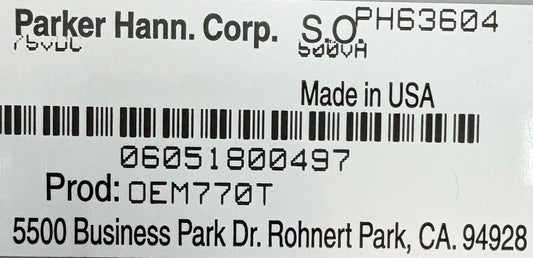 Parker Hann. Corp. S.O. PH63604
75VDC 500VA
Made in USA
06051800497
Prod: OEM770T
5500 Business Park Dr. Rohnert Park, CA. 94928